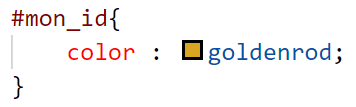 #mon_id{
    color : goldenrod;
}